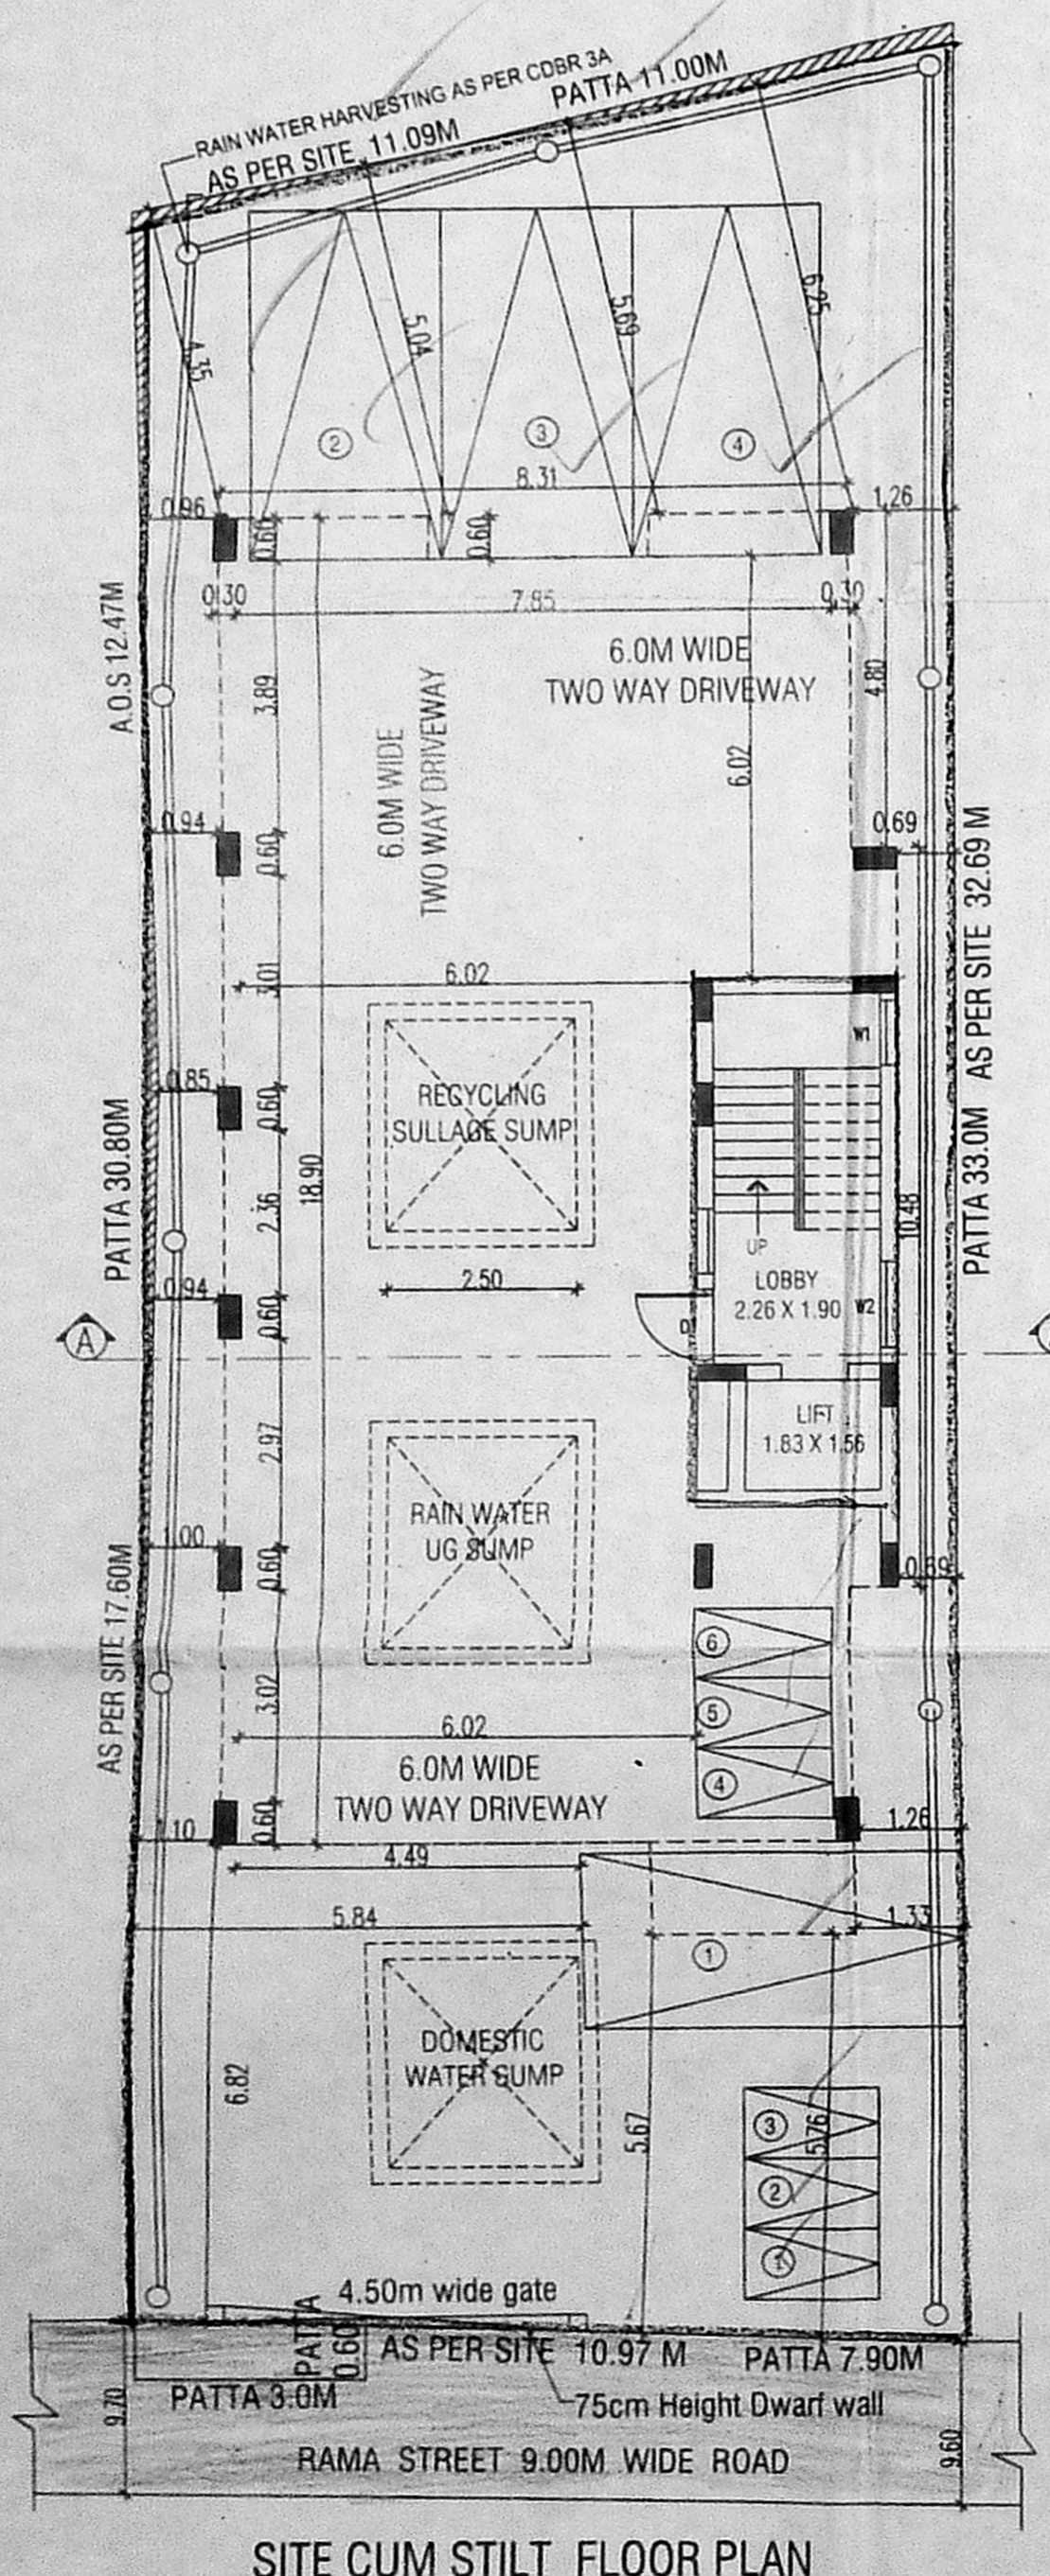 RAIN WATER HARVESTING AS PER CDBR 3A
PATTA 11.00M
AS PER SITE 11.09M
4.35
5.04
5.69
6.25
2
3
4
8.31
0.96
1.26
0.60
0.60
0.30
7.85
0.30
A.O.S 12.47M
6.0M WIDE
TWO WAY DRIVEWAY
3.89
6.0M WIDE
TWO WAY DRIVEWAY
4.80
6.02
0.94
0.60
0.69
PATTA 33.0M AS PER SITE 32.69 M
3.01
6.02
W1
RECYCLING
SULLAGE SUMP
0.85
0.60
PATTA 30.80M
18.90
2.36
10.48
UP
2.50
LOBBY
2.26 X 1.90
W2
0.94
0.60
A
D
LIFT
1.83 X 1.56
2.97
RAIN WATER
UG SUMP
1.00
0.60
0.69
AS PER SITE 17.60M
6
5
4
3.02
6.02
6.0M WIDE
TWO WAY DRIVEWAY
1.10
0.60
1.26
4.49
5.84
1.33
1
DOMESTIC
WATER SUMP
6.82
5.67
5.76
3
2
1
4.50m wide gate
PATTA
0.60
AS PER SITE 10.97 M
PATTA 7.90M
PATTA 3.0M
75cm Height Dwarf wall
9.70
RAMA STREET 9.00M WIDE ROAD
9.60
SITE CUM STILT FLOOR PLAN